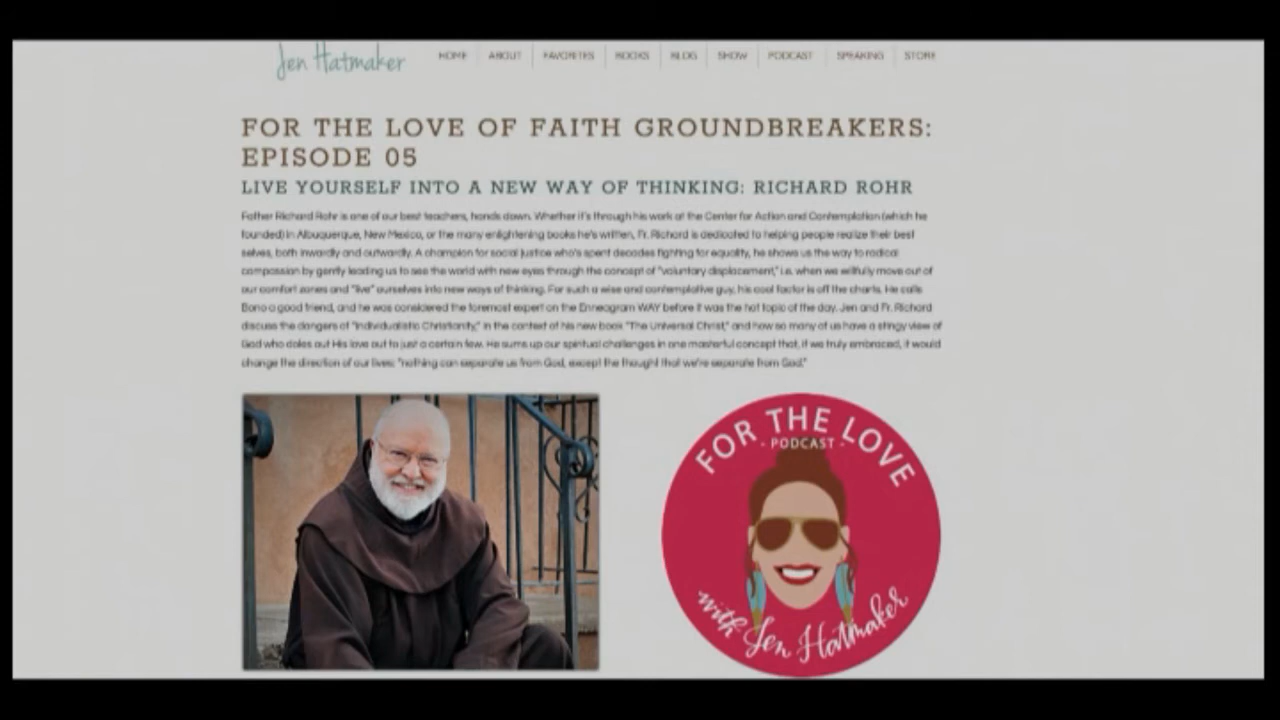 Jen Hatmaker
HOME ABOUT FAVORITES BOOKS BLOG SHOW PODCAST SPEAKING STORE
FOR THE LOVE OF FAITH GROUNDBREAKERS:
EPISODE 05
LIVE YOURSELF INTO A NEW WAY OF THINKING: RICHARD ROHR
Father Richard Rohr is one of our best teachers, hands down. Whether it's through his work at the Center for Action and Contemplation (which he
founded) in Albuquerque, New Mexico, or the many enlightening books he's written, Fr. Richard is dedicated to helping people realize their best
selves, both inwardly and outwardly. A champion for social justice who's spent decades fighting for equality, he shows us the way to radical
compassion by gently leading us to see the world with new eyes through the concept of "voluntary displacement," i.e. when we willfully move out of
our comfort zones and "live" ourselves into new ways of thinking. For such a wise and contemplative guy, his cool factor is off the charts. He calls
Bono a good friend, and he was considered the foremost expert on the Enneagram WAY before it was the hot topic of the day. Jen and Fr. Richard
discuss the dangers of "individualistic Christianity," in the context of his new book "The Universal Christ," and how so many of us have a stingy view of
God who doles out His love out to just a certain few. He sums up our spiritual challenges in one masterful concept that, if we truly embraced, it would
change the direction of our lives: "nothing can separate us from God, except the thought that we're separate from God."
FOR THE LOVE
- PODCAST -
with Jen Hatmaker